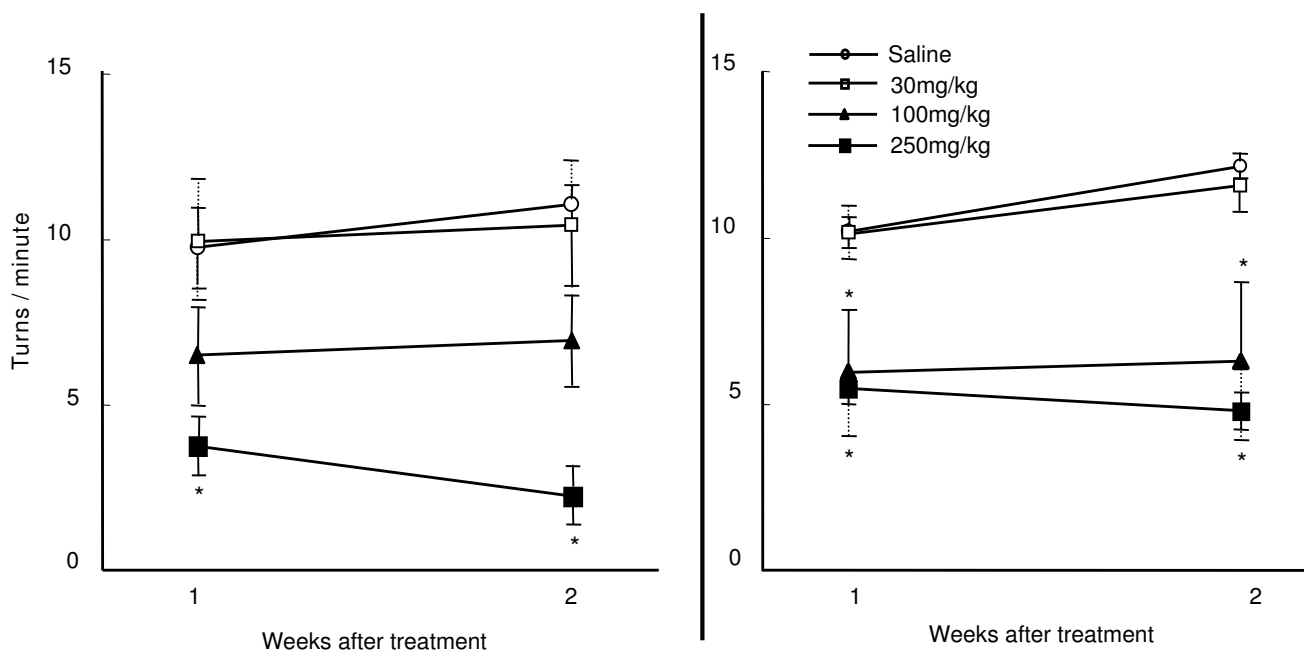 15
10
5
0
Turns / minute
*
*
1
2
Weeks after treatment
Saline
30mg/kg
100mg/kg
250mg/kg
15
10
5
0
*
*
*
*
1
2
Weeks after treatment